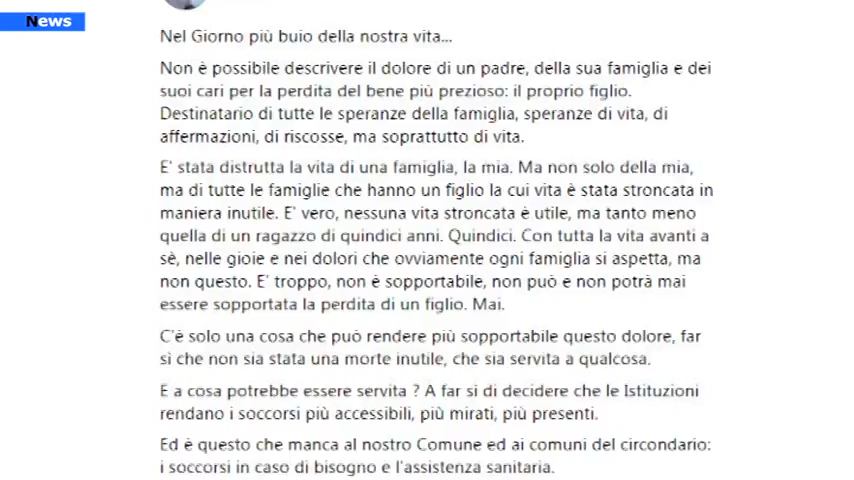 News
Nel Giorno più buio della nostra vita...
Non è possibile descrivere il dolore di un padre, della sua famiglia e dei
suoi cari per la perdita del bene più prezioso: il proprio figlio.
Destinatario di tutte le speranze della famiglia, speranze di vita, di
affermazioni, di riscosse, ma soprattutto di vita.
E' stata distrutta la vita di una famiglia, la mia. Ma non solo della mia,
ma di tutte le famiglie che hanno un figlio la cui vita è stata stroncata in
maniera inutile. E' vero, nessuna vita stroncata è utile, ma tanto meno
quella di un ragazzo di quindici anni. Quindici. Con tutta la vita avanti a
sè, nelle gioie e nei dolori che ovviamente ogni famiglia si aspetta, ma
non questo. E' troppo, non è sopportabile, non può e non potrà mai
essere sopportata la perdita di un figlio. Mai.
C'è solo una cosa che può rendere più sopportabile questo dolore, far
sì che non sia stata una morte inutile, che sia servita a qualcosa.
E a cosa potrebbe essere servita ? A far si di decidere che le Istituzioni
rendano i soccorsi più accessibili, più mirati, più presenti.
Ed è questo che manca al nostro Comune ed ai comuni del circondario:
i soccorsi in caso di bisogno e l'assistenza sanitaria.